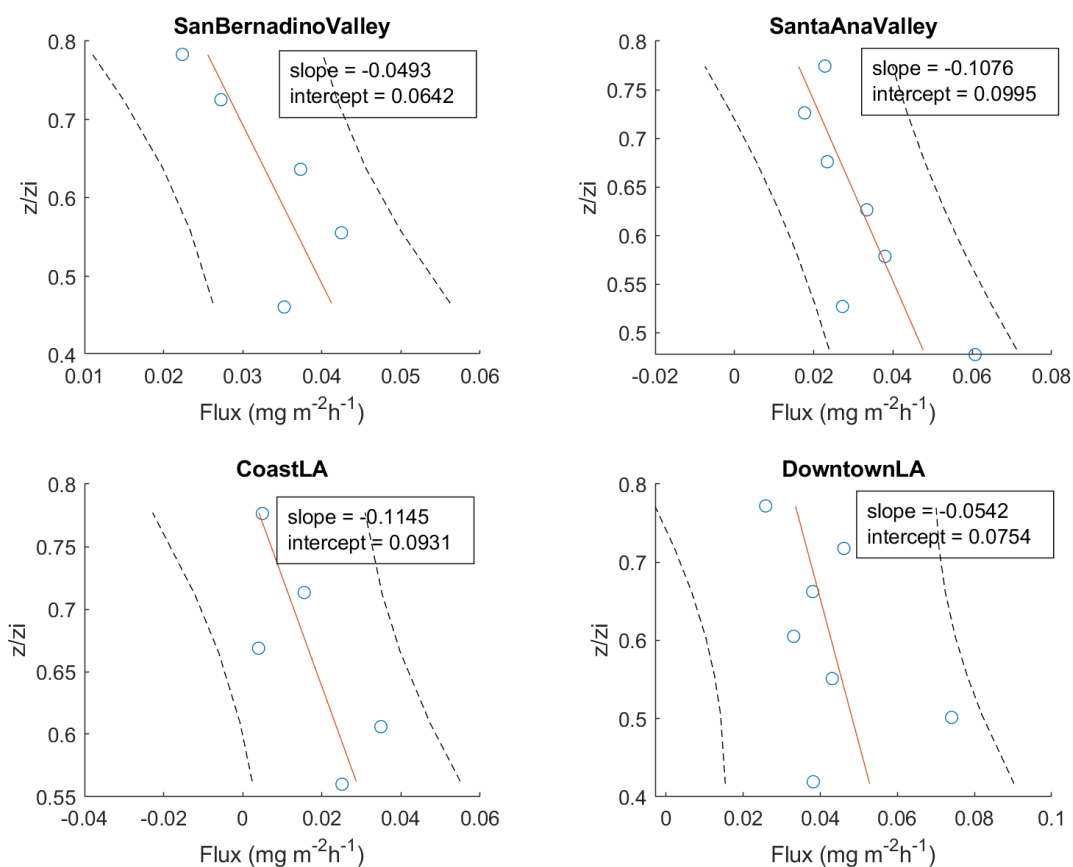 SanBernadinoValley
slope = -0.0493
intercept = 0.0642
0.8
0.7
0.6
0.5
0.4
z/zi
0.01 0.02 0.03 0.04 0.05 0.06
Flux (mg m⁻²h⁻¹)
SantaAnaValley
slope = -0.1076
intercept = 0.0995
0.8
0.75
0.7
0.65
0.6
0.55
0.5
z/zi
-0.02 0 0.02 0.04 0.06 0.08
Flux (mg m⁻²h⁻¹)
CoastLA
slope = -0.1145
intercept = 0.0931
0.8
0.75
0.7
0.65
0.6
0.55
z/zi
-0.04 -0.02 0 0.02 0.04 0.06
Flux (mg m⁻²h⁻¹)
DowntownLA
slope = -0.0542
intercept = 0.0754
0.8
0.7
0.6
0.5
0.4
z/zi
0 0.02 0.04 0.06 0.08 0.1
Flux (mg m⁻²h⁻¹)